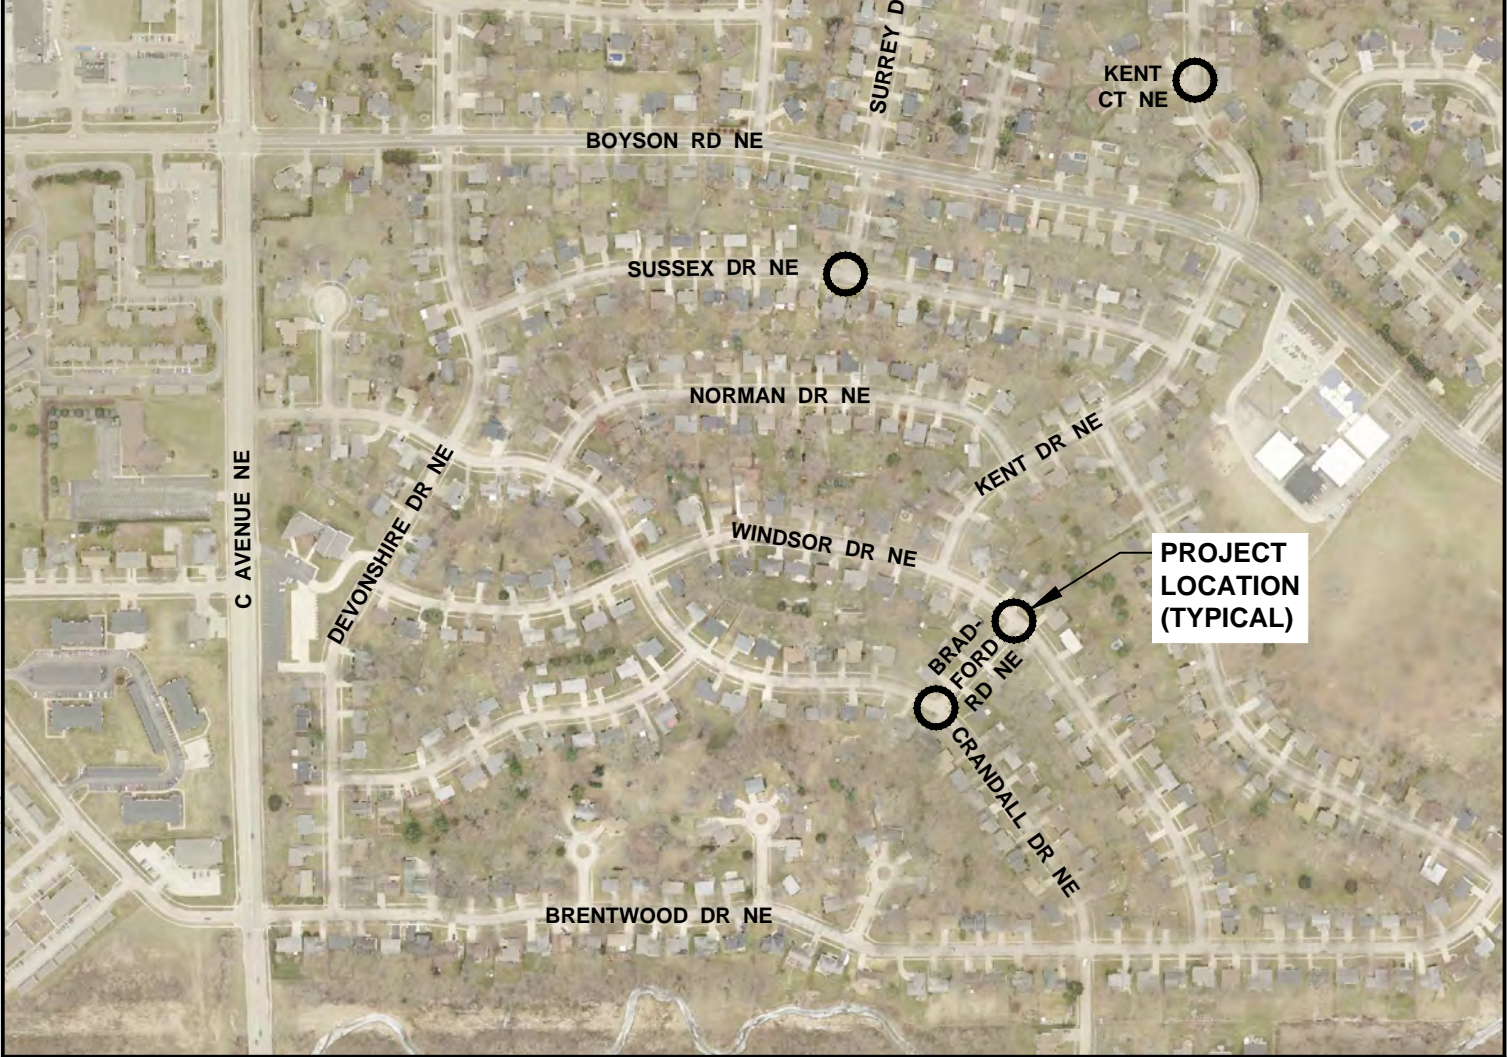 SURREY D
KENT
CT NE
BOYSON RD NE
SUSSEX DR NE
NORMAN DR NE
KENT DR NE
DEVONSHIRE DR NE
C AVENUE NE
WINDSOR DR NE
PROJECT
LOCATION
(TYPICAL)
BRAD-
FORD
RD NE
CRANDALL DR NE
BRENTWOOD DR NE